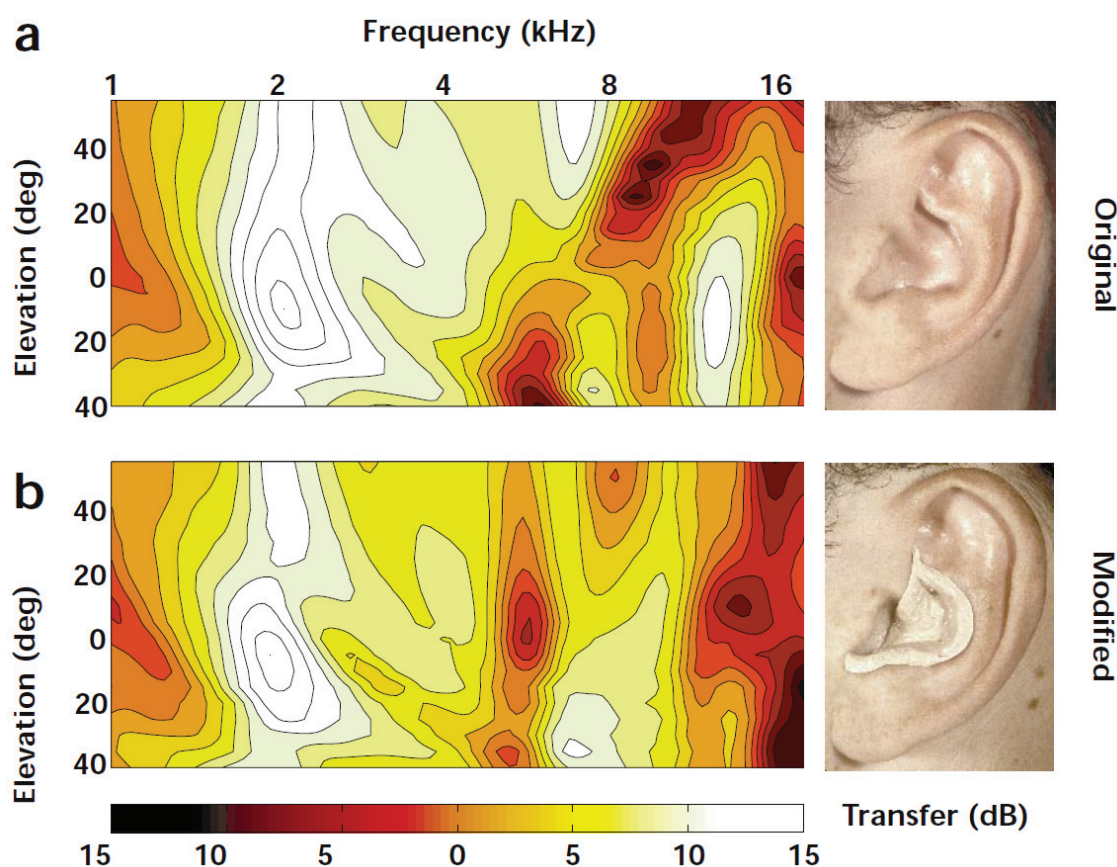 a
Frequency (kHz)
1 2 4 8 16
Elevation (deg)
40
20
0
20
40
Original
b
Elevation (deg)
40
20
0
20
40
Modified
15 10 5 0 5 10 15
Transfer (dB)